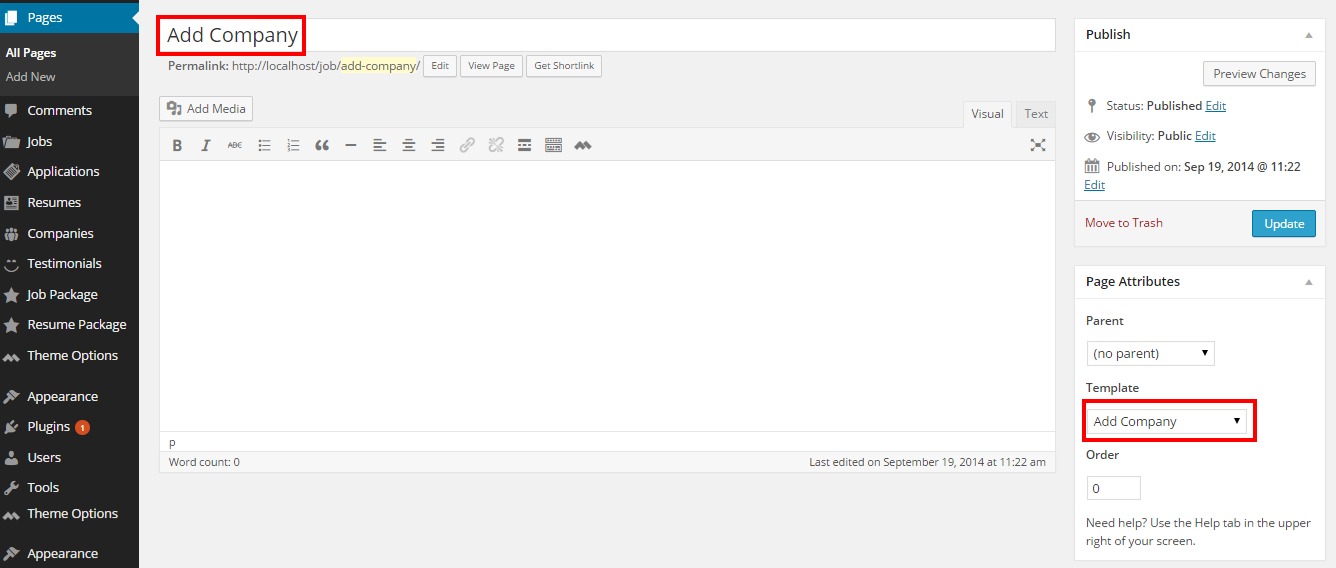 Pages
All Pages
Add New
Comments
Jobs
Applications
Resumes
Companies
Testimonials
Job Package
Resume Package
Theme Options
Appearance
Plugins 1
Users
Tools
Theme Options
Appearance
Add Company
Permalink: http://localhost/job/add-company/ Edit View Page Get Shortlink
Add Media
Visual Text
B I ABC
p
Word count: 0 Last edited on September 19, 2014 at 11:22 am
Publish
Preview Changes
Status: Published Edit
Visibility: Public Edit
Published on: Sep 19, 2014 @ 11:22
Edit
Move to Trash Update
Page Attributes
Parent
(no parent)
Template
Add Company
Order
0
Need help? Use the Help tab in the upper
right of your screen.